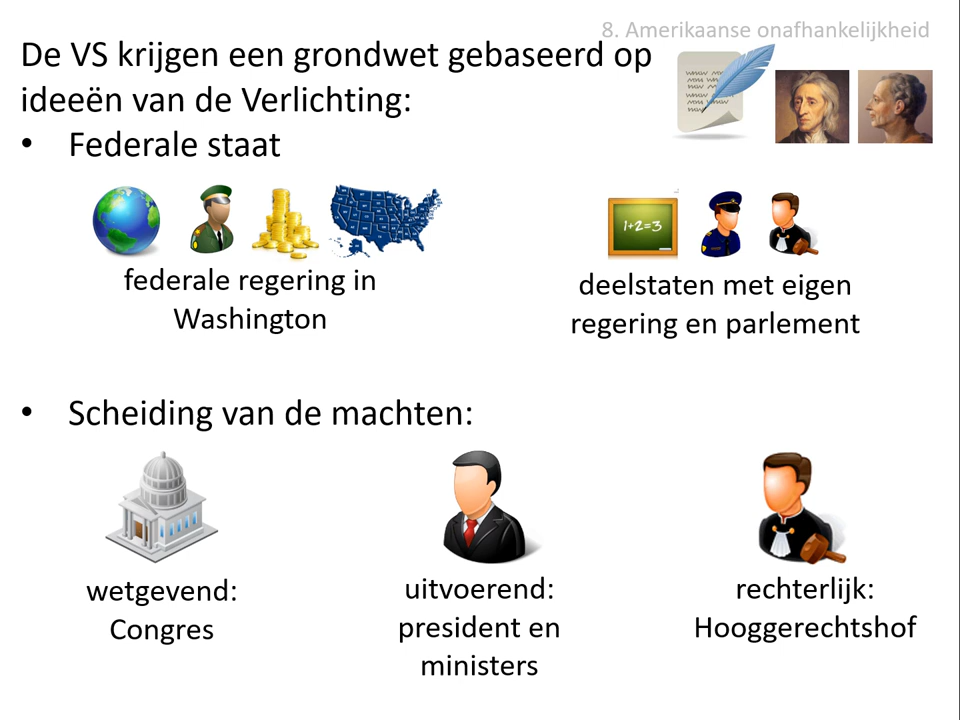 8. Amerikaanse onafhankelijkheid
De VS krijgen een grondwet gebaseerd op
ideeën van de Verlichting:
• Federale staat
1+2=3
federale regering in
Washington
deelstaten met eigen
regering en parlement
• Scheiding van de machten:
wetgevend:
Congres
uitvoerend:
president en
ministers
rechterlijk:
Hooggerechtshof